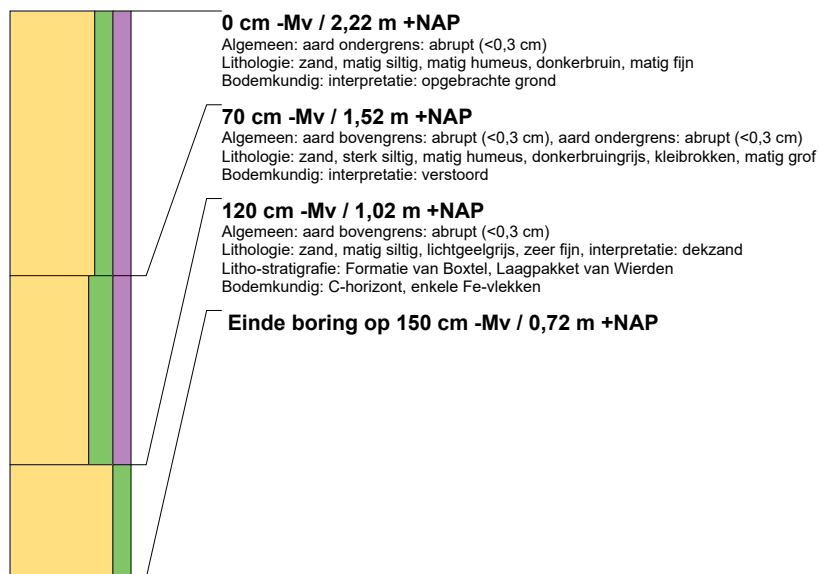 0 cm -Mv / 2,22 m +NAP
Algemeen: aard ondergrens: abrupt (<0,3 cm)
Lithologie: zand, matig siltig, matig humeus, donkerbruin, matig fijn
Bodemkundig: interpretatie: opgebrachte grond
70 cm -Mv / 1,52 m +NAP
Algemeen: aard bovengrens: abrupt (<0,3 cm), aard ondergrens: abrupt (<0,3 cm)
Lithologie: zand, sterk siltig, matig humeus, donkerbruingrijs, kleibrokken, matig grof
Bodemkundig: interpretatie: verstoord
120 cm -Mv / 1,02 m +NAP
Algemeen: aard bovengrens: abrupt (<0,3 cm)
Lithologie: zand, matig siltig, lichtgeelgrijs, zeer fijn, interpretatie: dekzand
Litho-stratigrafie: Formatie van Boxtel, Laagpakket van Wierden
Bodemkundig: C-horizont, enkele Fe-vlekken
Einde boring op 150 cm -Mv / 0,72 m +NAP